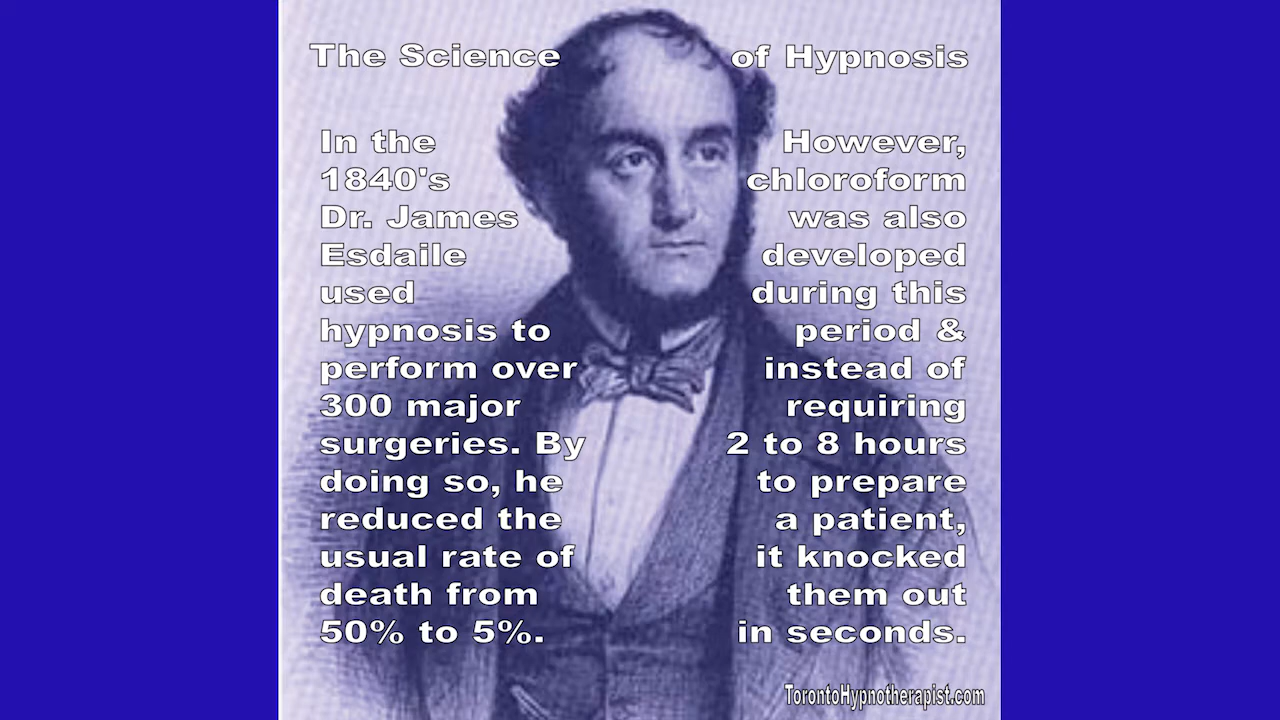 The Science of Hypnosis
In the
1840's
Dr. James
Esdaile
used
hypnosis to
perform over
300 major
surgeries. By
doing so, he
reduced the
usual rate of
death from
50% to 5%.
However,
chloroform
was also
developed
during this
period &
instead of
requiring
2 to 8 hours
to prepare
a patient,
it knocked
them out
in seconds.
TorontoHypnotherapist.com